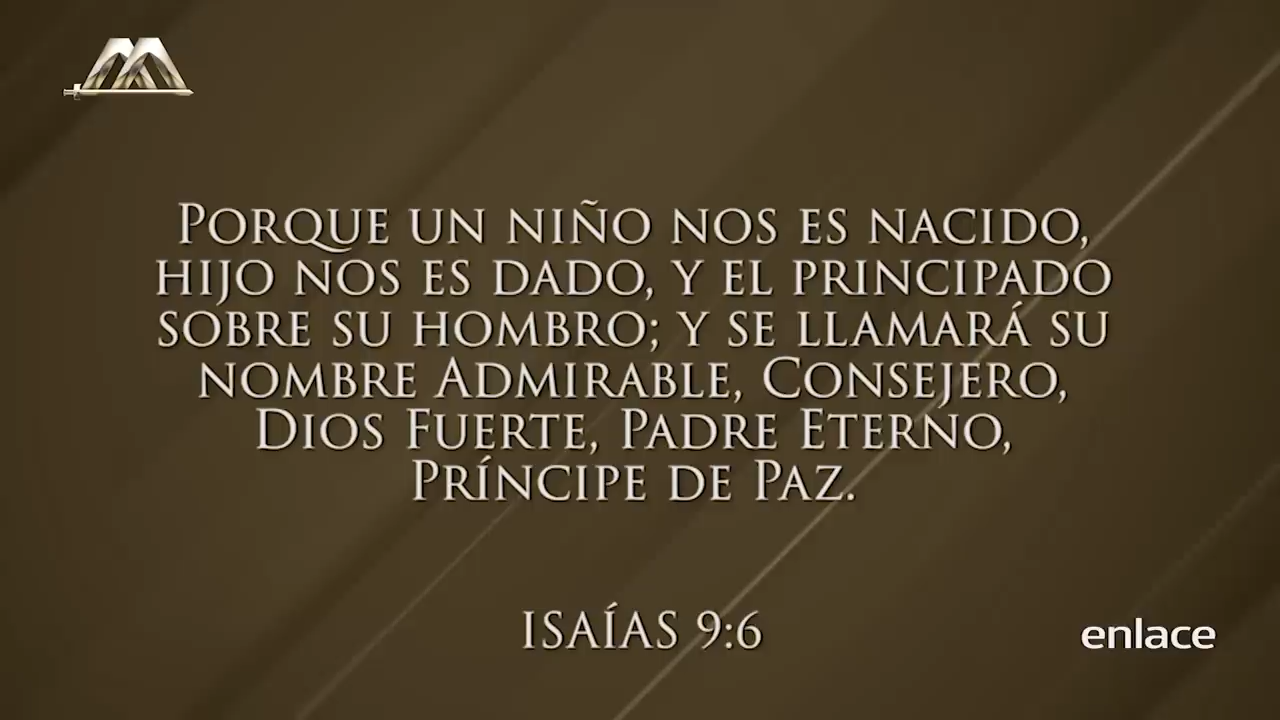 Porque un niño nos es nacido,
hijo nos es dado, y el principado
sobre su hombro; y se llamará su
nombre Admirable, Consejero,
Dios Fuerte, Padre Eterno,
Príncipe de Paz.
ISAÍAS 9:6
enlace